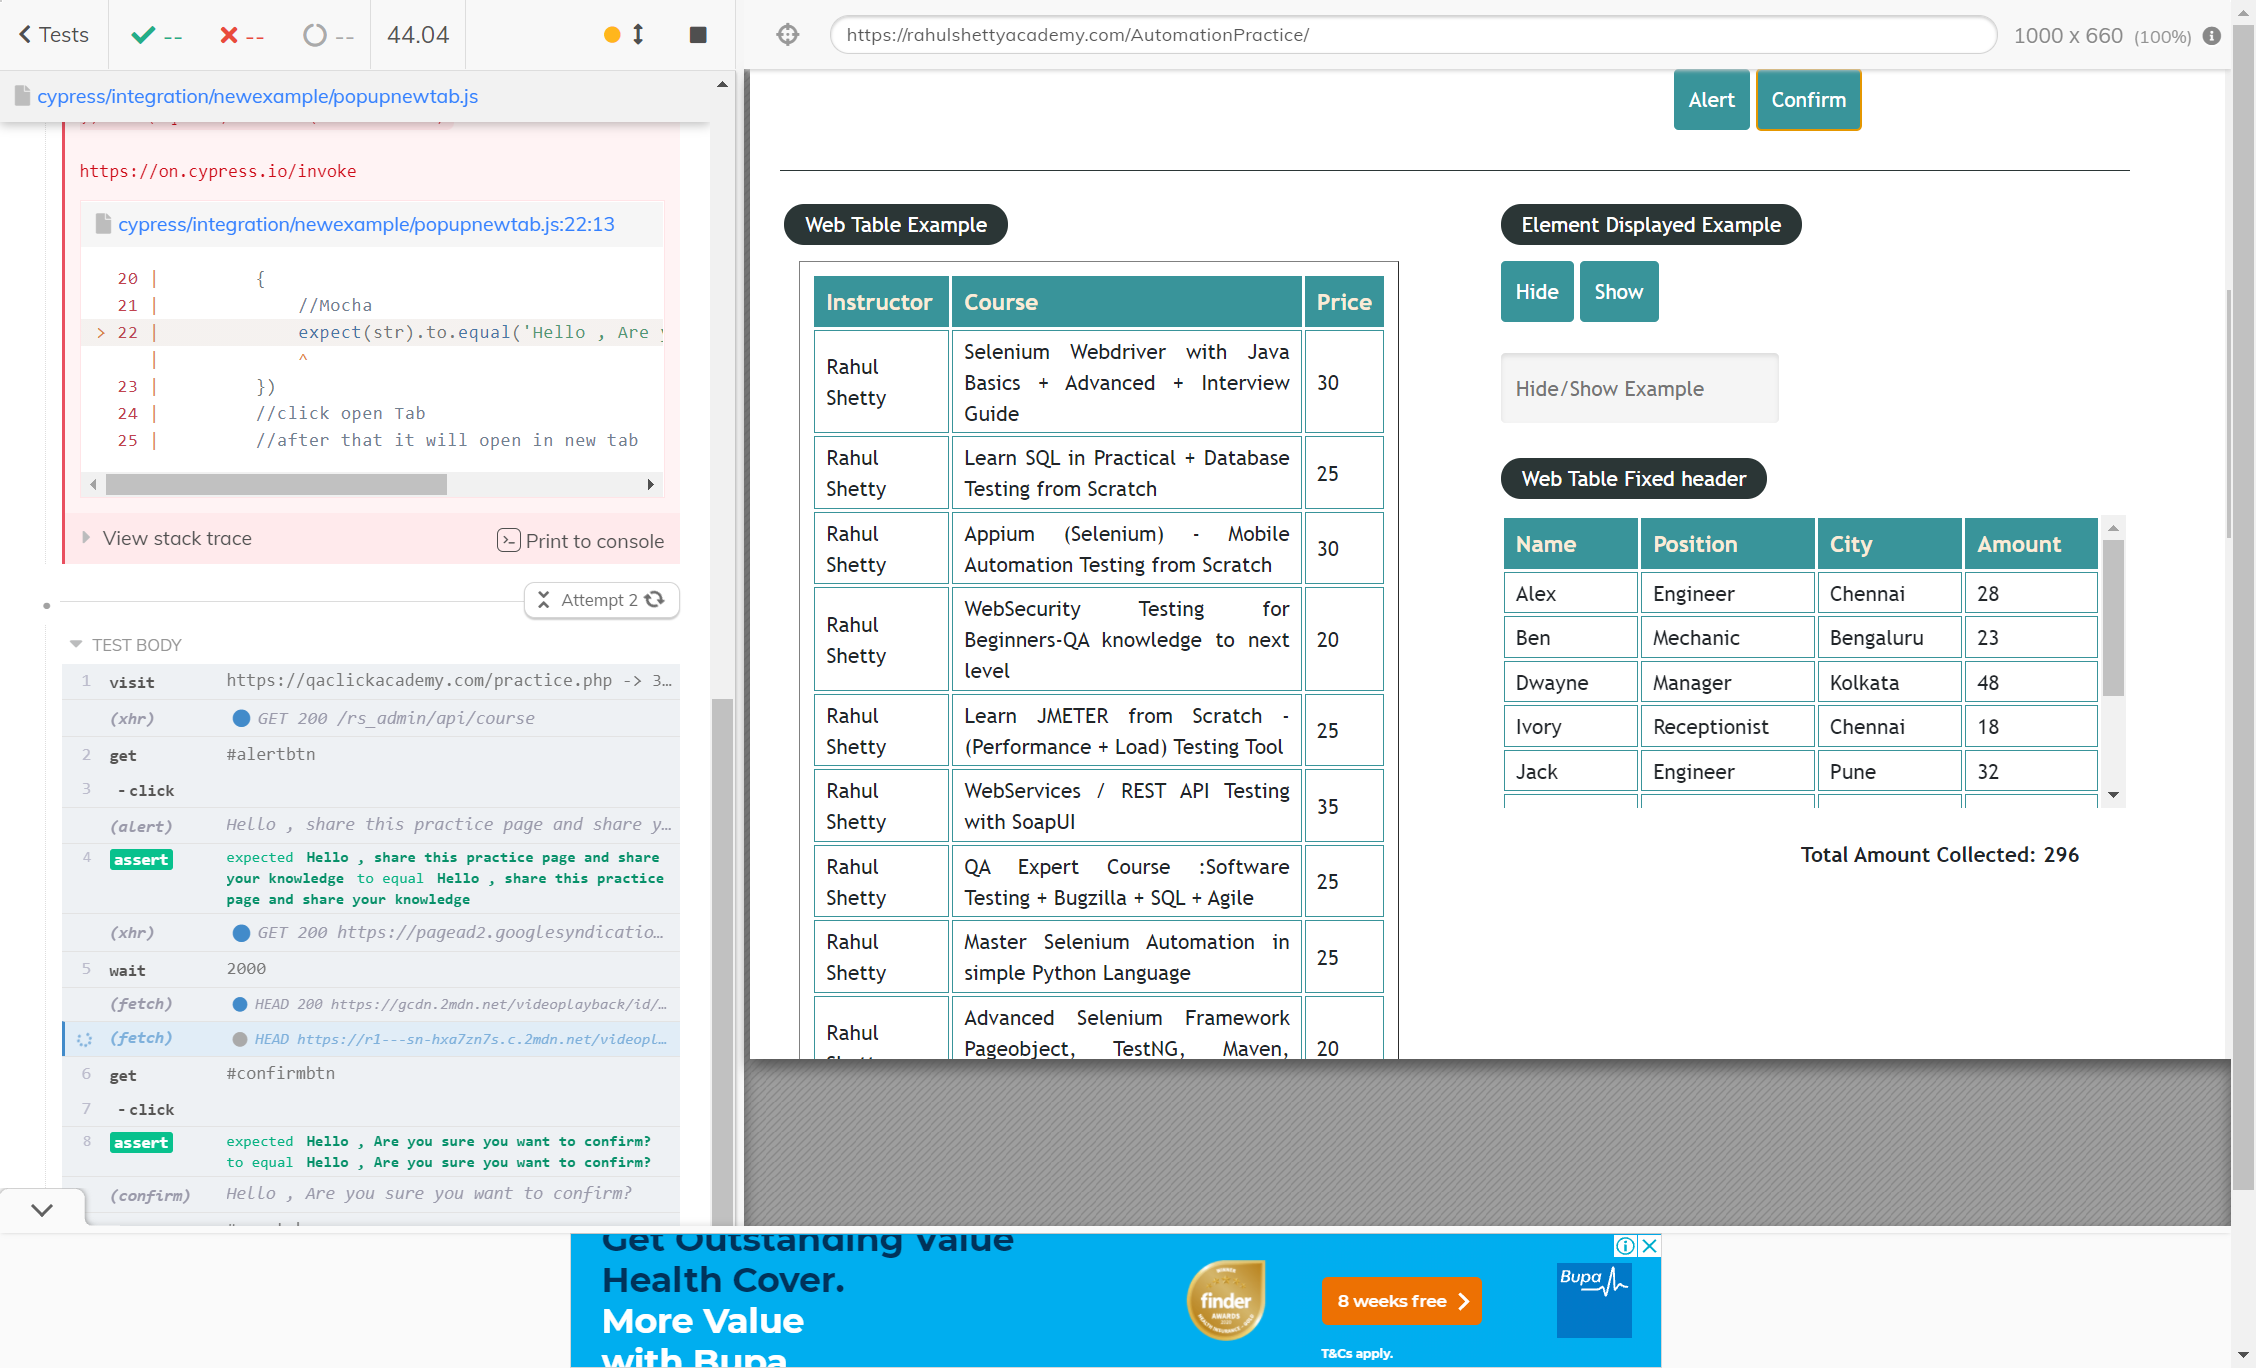 Tests
--
--
--
44.04
cypress/integration/newexample/popupnewtab.js
https://on.cypress.io/invoke
cypress/integration/newexample/popupnewtab.js:22:13
20 | {
21 | //Mocha
> 22 | expect(str).to.equal('Hello , Are
| ^
23 | })
24 | //click open Tab
25 | //after that it will open in new tab
View stack trace
Print to console
Attempt 2
TEST BODY
1 visit https://qaclickacademy.com/practice.php -> 3…
(xhr) GET 200 /rs_admin/api/course
2 get #alertbtn
3 -click
(alert) Hello , share this practice page and share y…
4 assert expected Hello , share this practice page and share
your knowledge to equal Hello , share this practice
page and share your knowledge
(xhr) GET 200 https://pagead2.googlesyndicatio…
5 wait 2000
(fetch) HEAD 200 https://gcdn.2mdn.net/videoplayback/id/…
(fetch) HEAD https://r1---sn-hxa7zn7s.c.2mdn.net/videopl…
6 get #confirmbtn
7 -click
8 assert expected Hello , Are you sure you want to confirm?
to equal Hello , Are you sure you want to confirm?
(confirm) Hello , Are you sure you want to confirm?
https://rahulshettyacademy.com/AutomationPractice/
1000 x 660 (100%)
Alert
Confirm
Web Table Example
Instructor Course Price
Rahul Shetty Selenium Webdriver with Java
Basics + Advanced + Interview
Guide 30
Rahul Shetty Learn SQL in Practical + Database
Testing from Scratch 25
Rahul Shetty Appium (Selenium) - Mobile
Automation Testing from Scratch 30
Rahul Shetty WebSecurity Testing for
Beginners-QA knowledge to next
level 20
Rahul Shetty Learn JMETER from Scratch -
(Performance + Load) Testing Tool 25
Rahul Shetty WebServices / REST API Testing
with SoapUI 35
Rahul Shetty QA Expert Course :Software
Testing + Bugzilla + SQL + Agile 25
Rahul Shetty Master Selenium Automation in
simple Python Language 25
Rahul Advanced Selenium Framework
Pageobject, TestNG, Maven, 20
Element Displayed Example
Hide
Show
Hide/Show Example
Web Table Fixed header
Name Position City Amount
Alex Engineer Chennai 28
Ben Mechanic Bengaluru 23
Dwayne Manager Kolkata 48
Ivory Receptionist Chennai 18
Jack Engineer Pune 32
Total Amount Collected: 296
Get Outstanding Value
Health Cover.
More Value
with Bupa
WINNER
finder
AWARDS
8 weeks free
T&Cs apply.
Bupa